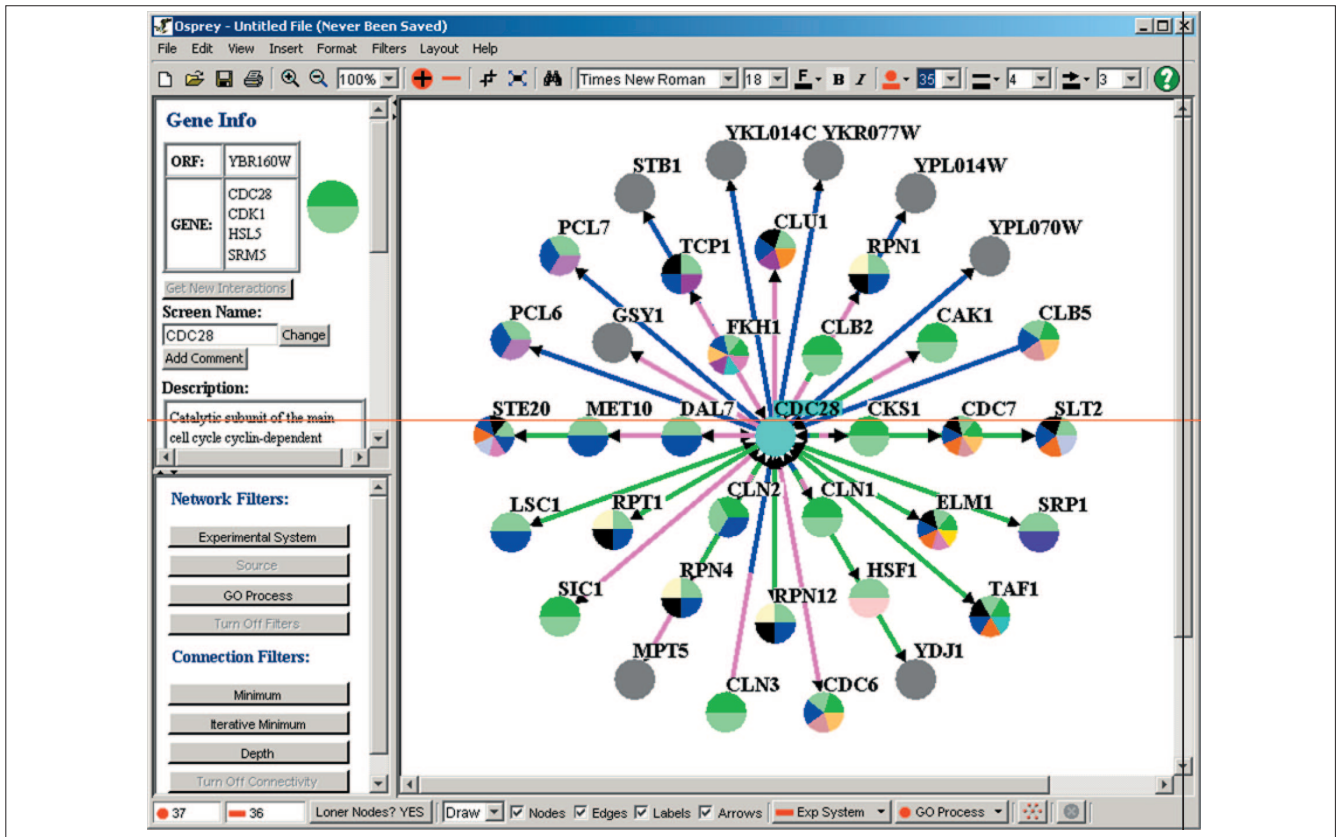 Osprey - Untitled File (Never Been Saved)
File Edit View Insert Format Filters Layout Help
100% Times New Roman 18 F B I 35 4 3 ?
Gene Info
ORF: YBR160W
GENE: CDC28
CDK1
HSL5
SRM5
Get New Interactions
Screen Name:
CDC28 Change
Add Comment
Description:
Catalytic subunit of the main
cell cycle cyclin-dependent
Network Filters:
Experimental System
Source
GO Process
Turn Off Filters
Connection Filters:
Minimum
Iterative Minimum
Depth
Turn Off Connectivity
YKL014C YKR077W
STB1 YPL014W
PCL7 TCP1 CLU1 RPN1 YPL070W
PCL6 GSY1 FKH1 CLB2 CAK1 CLB5
STE20 MET10 DAL7 CDC28 CKS1 CDC7 SLT2
LSC1 RPT1 CLN2 CLN1 ELM1 SRP1
SIC1 RPN4 RPN12 HSF1 TAF1
MPT5 CLN3 CDC6 YDJ1
37 36 Loner Nodes? YES Draw Nodes Edges Labels Arrows Exp System GO Process